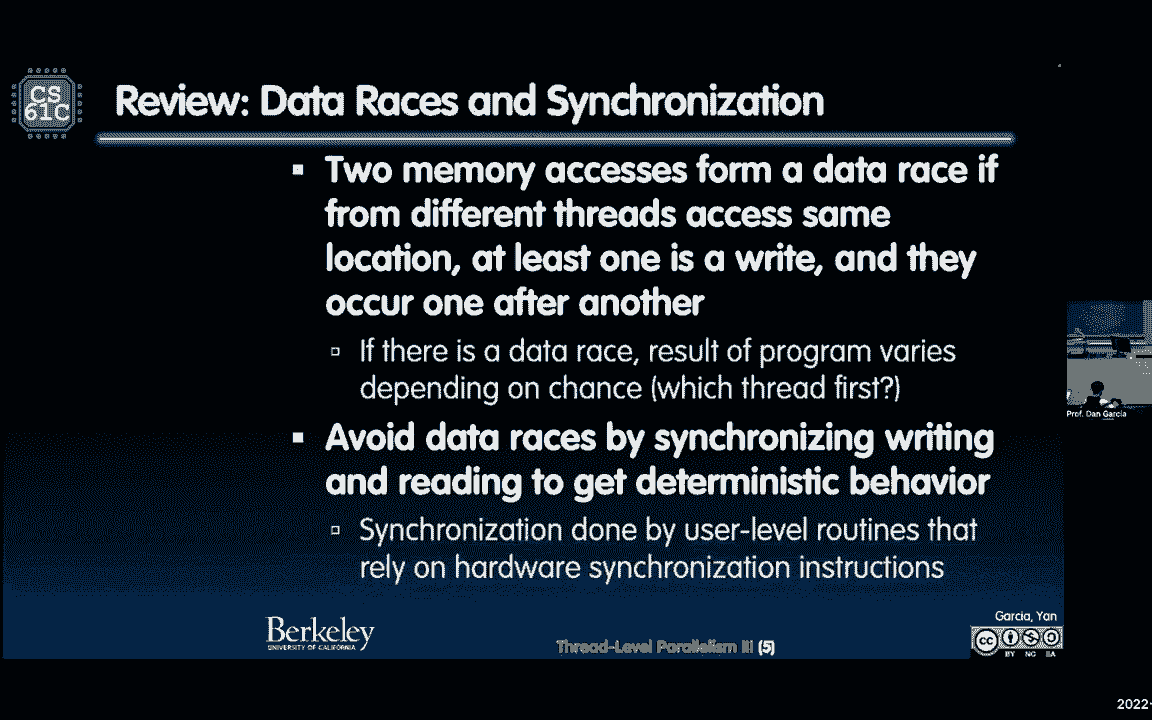 CS
61C
Review: Data Races and Synchronization
Two memory accesses form a data race if
from different threads access same
location, at least one is a write, and they
occur one after another
If there is a data race, result of program varies
depending on chance (which thread first?)
Avoid data races by synchronizing writing
and reading to get deterministic behavior
Synchronization done by user-level routines that
rely on hardware synchronization instructions
Prof. Dan Garcia
Berkeley
UNIVERSITY OF CALIFORNIA
Thread-Level Parallelism III (5)
Garcia, Yan
cc
BY NC SA
2022-